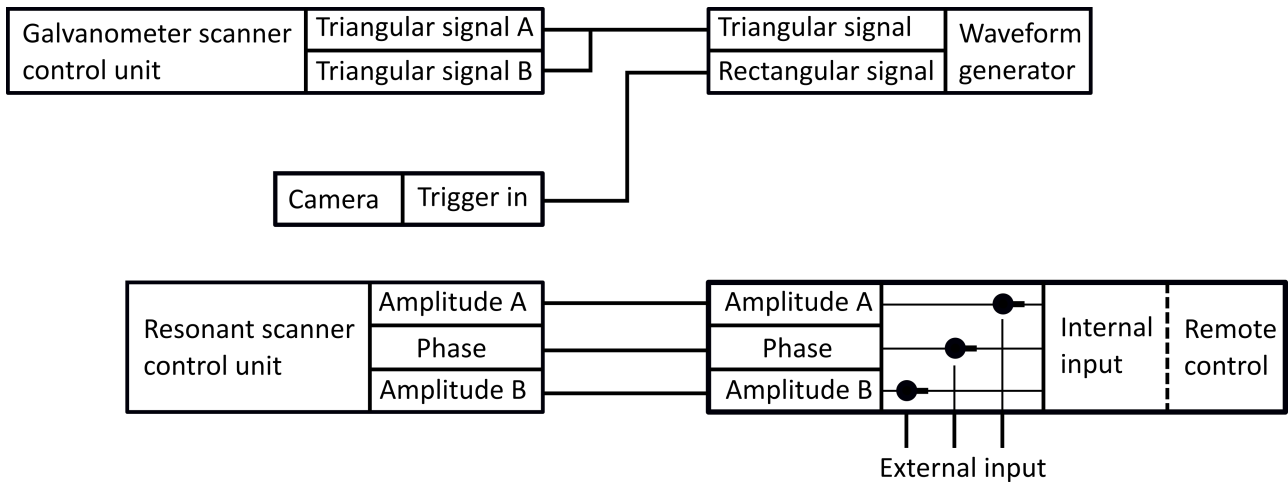 Galvanometer scanner
control unit
Triangular signal A
Triangular signal B
Triangular signal
Rectangular signal
Waveform
generator
Camera
Trigger in
Resonant scanner
control unit
Amplitude A
Phase
Amplitude B
Amplitude A
Phase
Amplitude B
Internal
input
Remote
control
External input